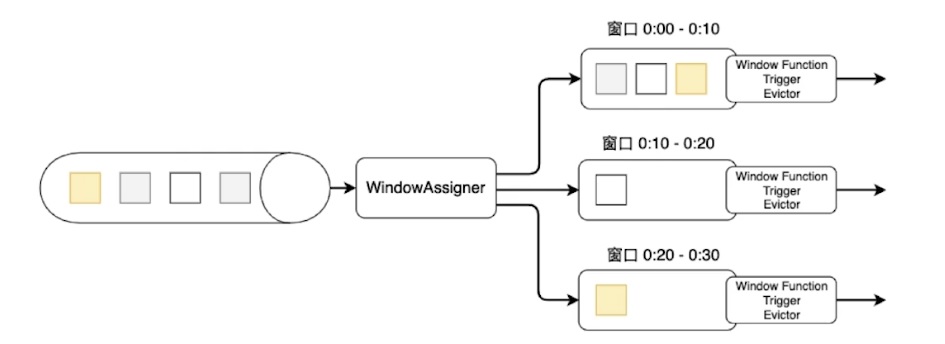 窗口 0:00 - 0:10
Window Function
Trigger
Evictor
WindowAssigner
窗口 0:10 - 0:20
Window Function
Trigger
Evictor
窗口 0:20 - 0:30
Window Function
Trigger
Evictor